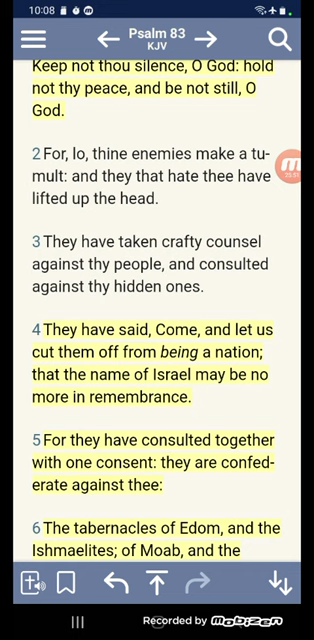 10:08
Psalm 83
KJV
Keep not thou silence, O God: hold
not thy peace, and be not still, O
God.
2 For, lo, thine enemies make a tu-
mult: and they that hate thee have
lifted up the head.
3 They have taken crafty counsel
against thy people, and consulted
against thy hidden ones.
4 They have said, Come, and let us
cut them off from being a nation;
that the name of Israel may be no
more in remembrance.
5 For they have consulted together
with one consent: they are confed-
erate against thee:
6 The tabernacles of Edom, and the
Ishmaelites; of Moab, and the
Recorded by mobizen